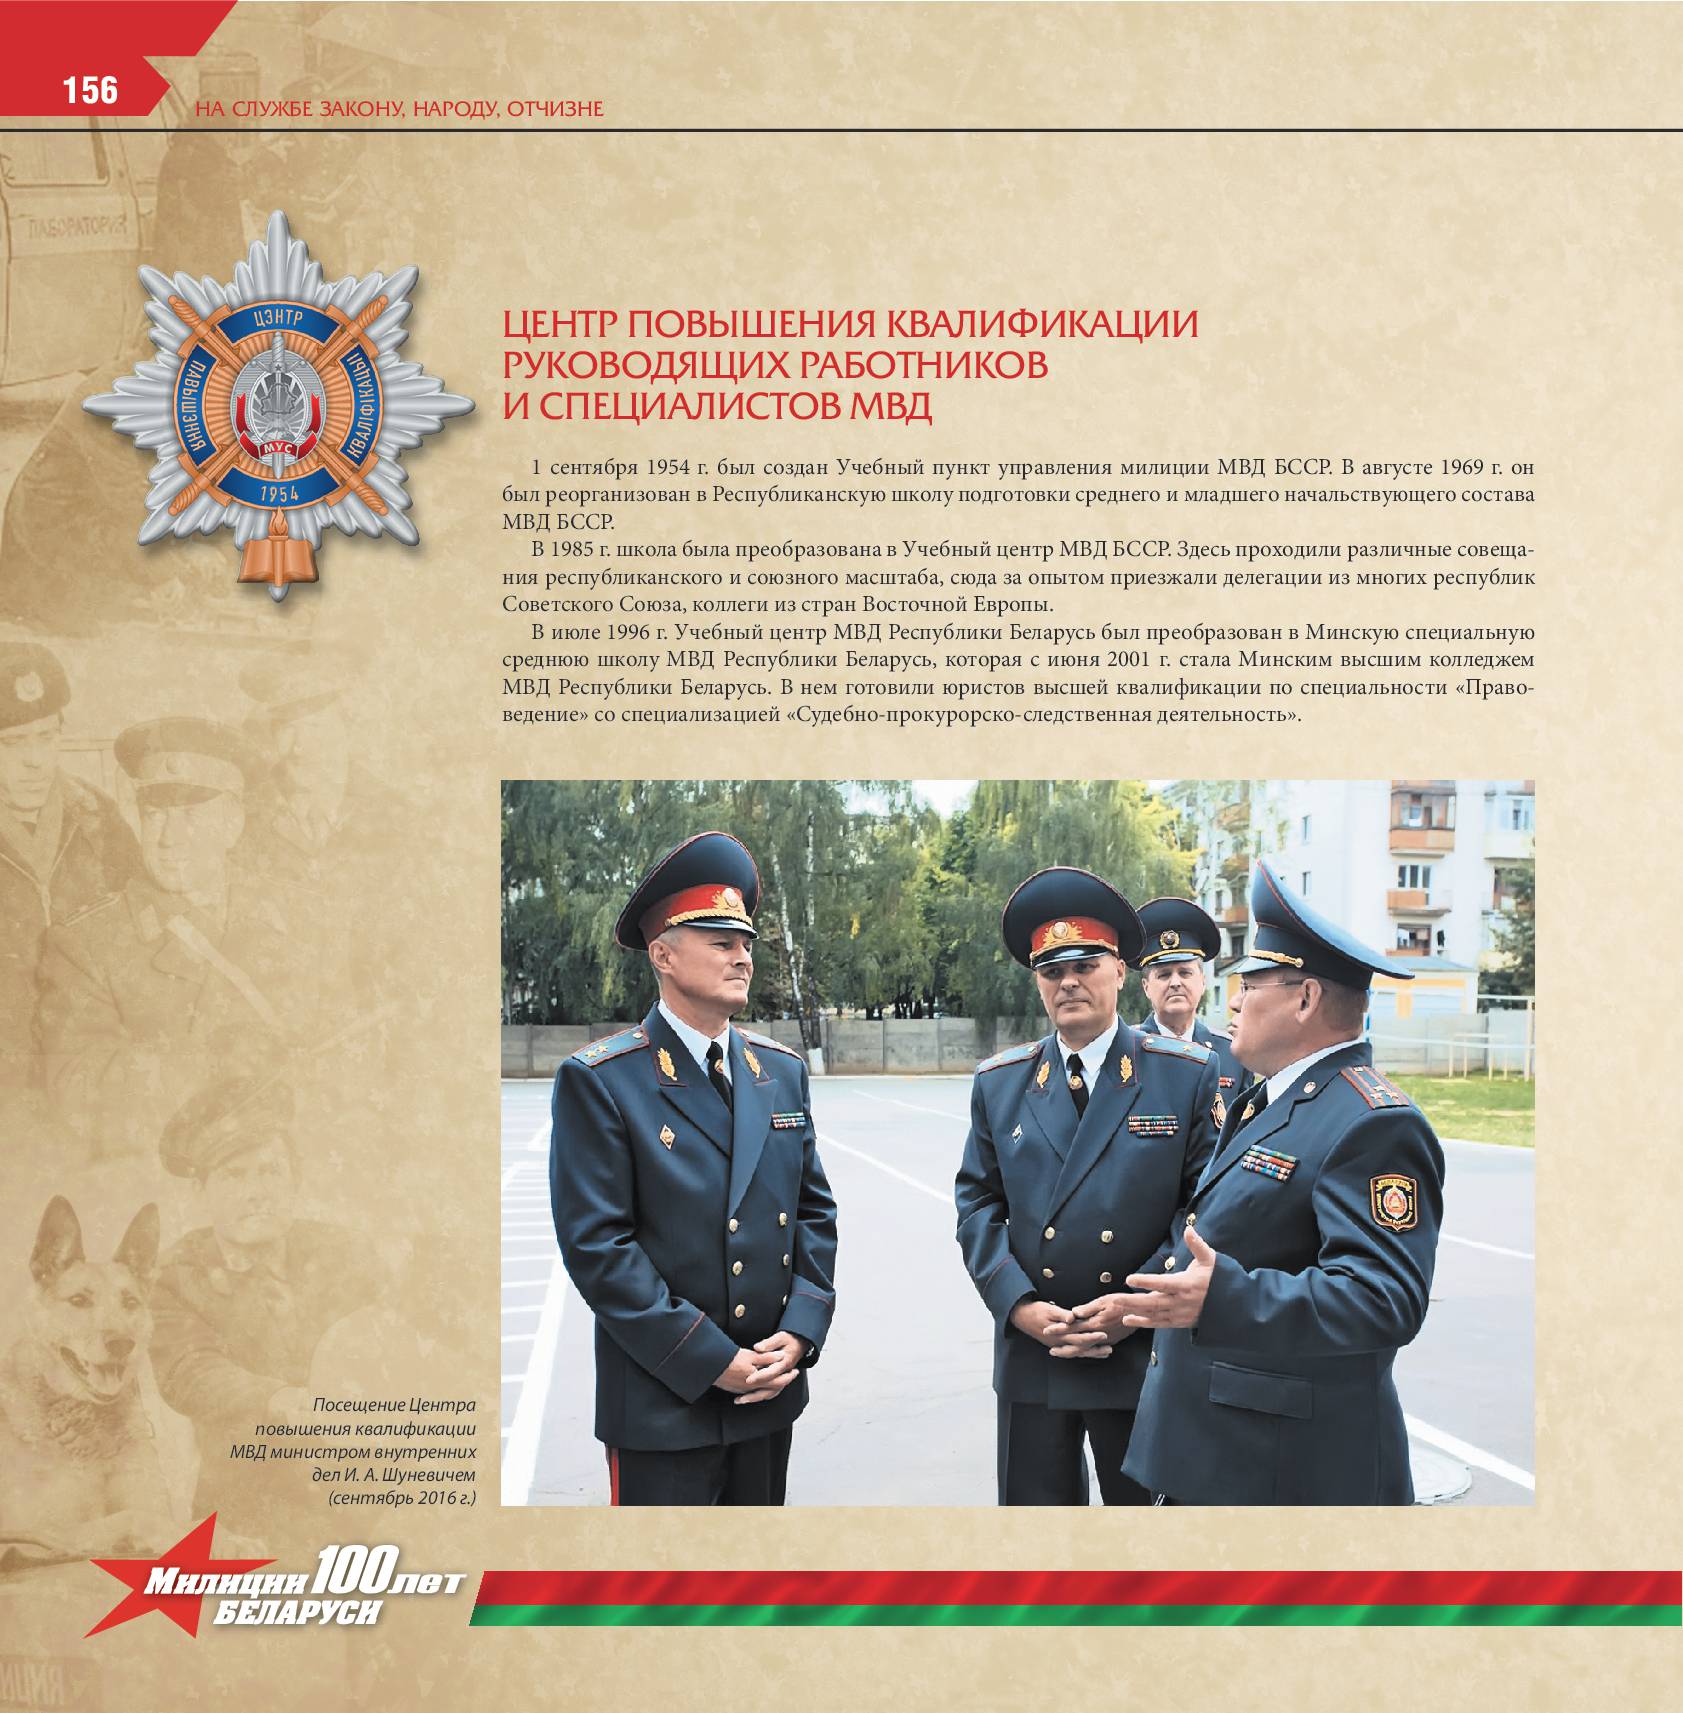 156
НА СЛУЖБЕ ЗАКОНУ, НАРОДУ, ОТЧИЗНЕ
ЛАБОРАТОРИЯ
ЦЭНТР
ПАВЫШЭННЯ
КВАЛІФІКАЦЫІ
МУС
1954
ЦЕНТР ПОВЫШЕНИЯ КВАЛИФИКАЦИИ
РУКОВОДЯЩИХ РАБОТНИКОВ
И СПЕЦИАЛИСТОВ МВД
1 сентября 1954 г. был создан Учебный пункт управления милиции МВД БССР. В августе 1969 г. он
был реорганизован в Республиканскую школу подготовки среднего и младшего начальствующего состава
МВД БССР.
В 1985 г. школа была преобразована в Учебный центр МВД БССР. Здесь проходили различные совеща-
ния республиканского и союзного масштаба, сюда за опытом приезжали делегации из многих республик
Советского Союза, коллеги из стран Восточной Европы.
В июле 1996 г. Учебный центр МВД Республики Беларусь был преобразован в Минскую специальную
среднюю школу МВД Республики Беларусь, которая с июня 2001 г. стала Минским высшим колледжем
МВД Республики Беларусь. В нем готовили юристов высшей квалификации по специальности «Право-
ведение» со специализацией «Судебно-прокурорско-следственная деятельность».
Посещение Центра
повышения квалификации
МВД министром внутренних
дел И. А. Шуневичем
(сентябрь 2016 г.)
Милиции 100 лет
БЕЛАРУСИ